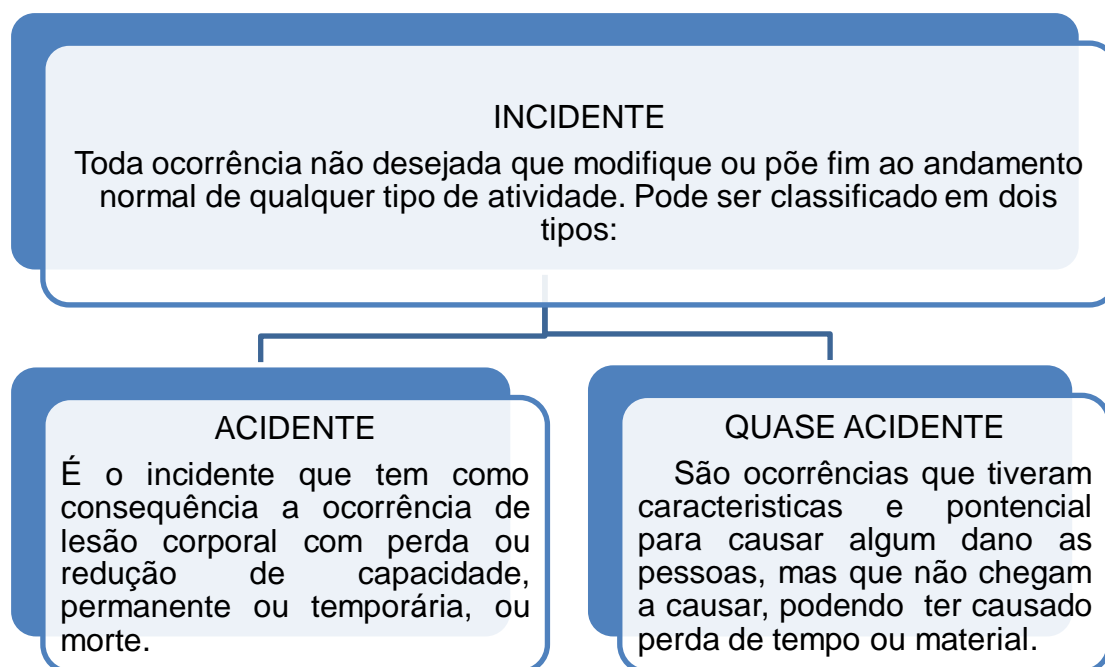 INCIDENTE
Toda ocorrência não desejada que modifique ou põe fim ao andamento
normal de qualquer tipo de atividade. Pode ser classificado em dois
tipos:
ACIDENTE
É o incidente que tem como
consequência a ocorrência de
lesão corporal com perda ou
redução de capacidade,
permanente ou temporária, ou
morte.
QUASE ACIDENTE
São ocorrências que tiveram
caracteristicas e pontencial
para causar algum dano as
pessoas, mas que não chegam
a causar, podendo ter causado
perda de tempo ou material.